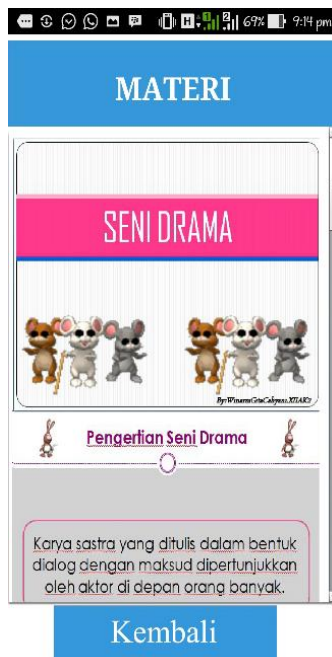 69% 9:14 pm
MATERI
SENI DRAMA
Pengertian Seni Drama
Karya sastra yang ditulis dalam bentuk
dialog dengan maksud dipertunjukkan
oleh aktor di depan orang banyak.
Kembali